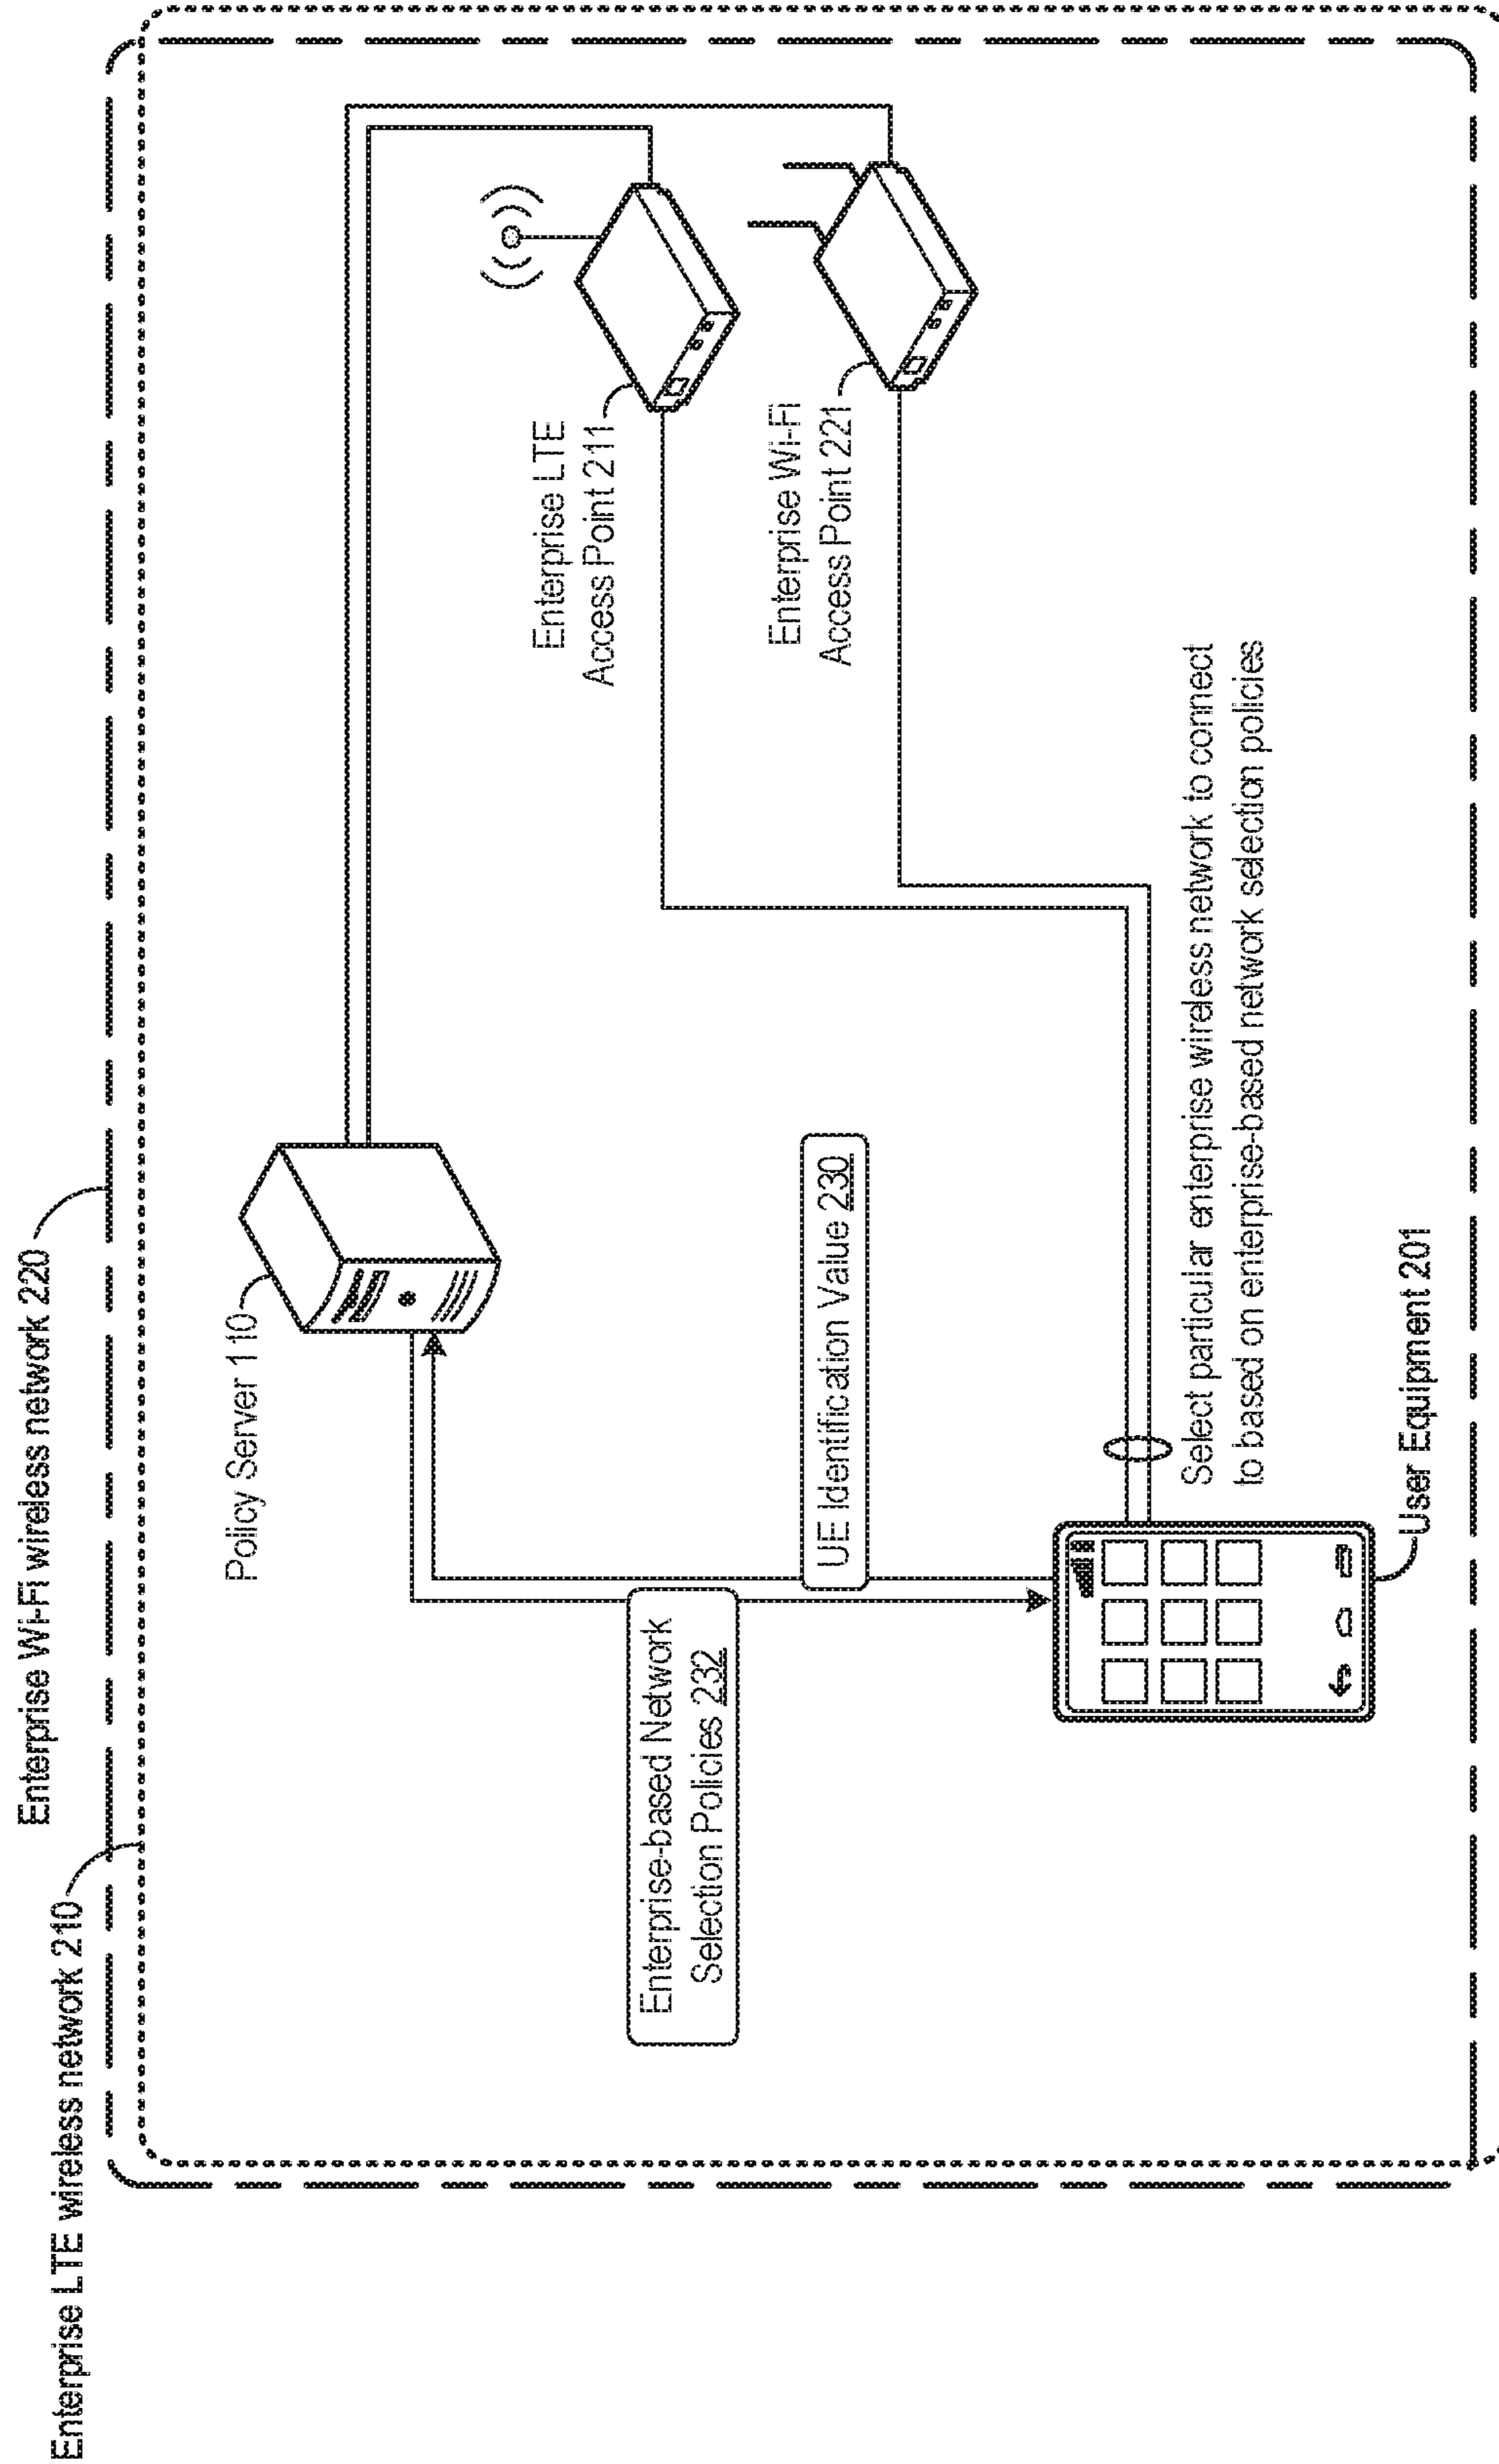 Enterprise LTE wireless network 210
Enterprise Wi-Fi wireless network 220
Policy Server 110
Enterprise LTE
Access Point 211
Enterprise-based Network
Selection Policies 232
UE Identification Value 230
Enterprise Wi-Fi
Access Point 221
Select particular enterprise wireless network to connect
to based on enterprise-based network selection policies
User Equipment 201